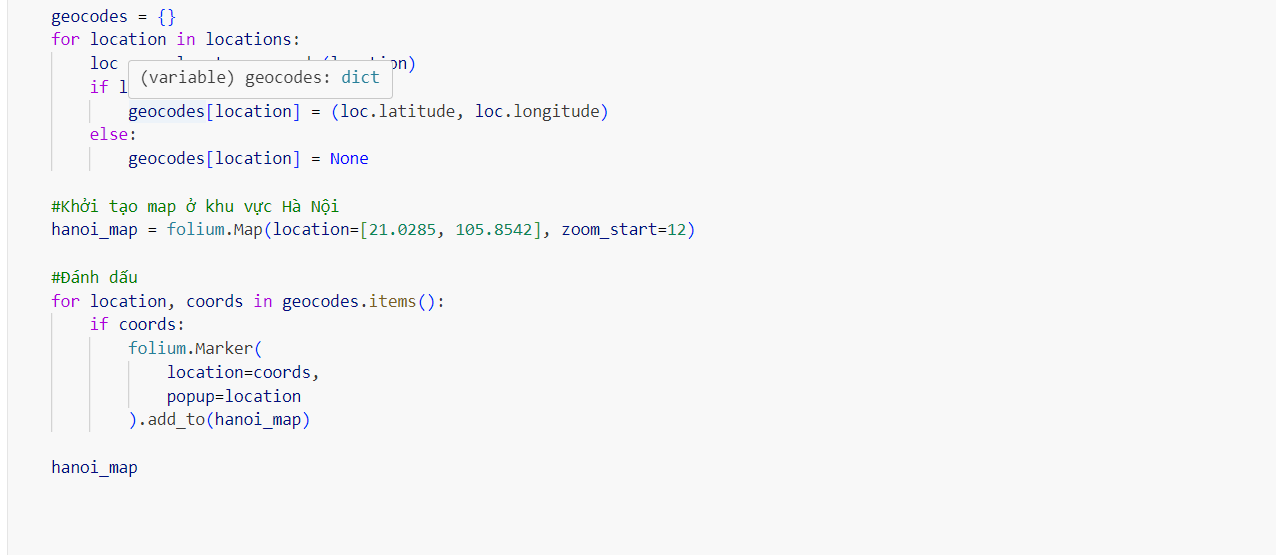 geocodes = {}
for location in locations:
loc
if l
(variable) geocodes: dict
geocodes[location] = (loc.latitude, loc.longitude)
else:
geocodes[location] = None
#Khởi tạo map ở khu vực Hà Nội
hanoi_map = folium.Map(location=[21.0285, 105.8542], zoom_start=12)
#Đánh dấu
for location, coords in geocodes.items():
if coords:
folium.Marker(
location=coords,
popup=location
).add_to(hanoi_map)
hanoi_map